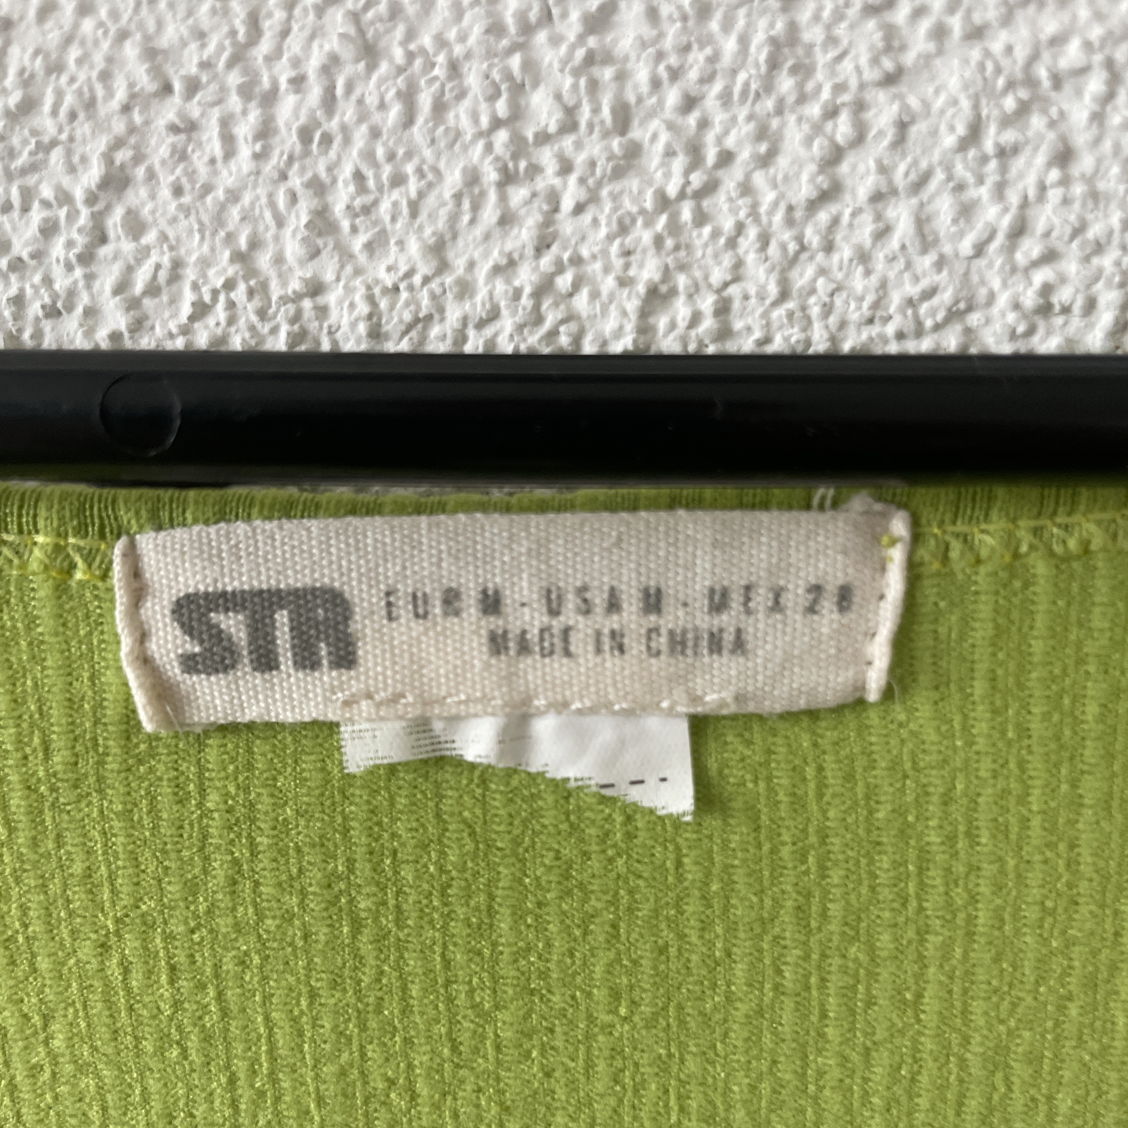 STR
EUR M - USA M - MEX 28
MADE IN CHINA